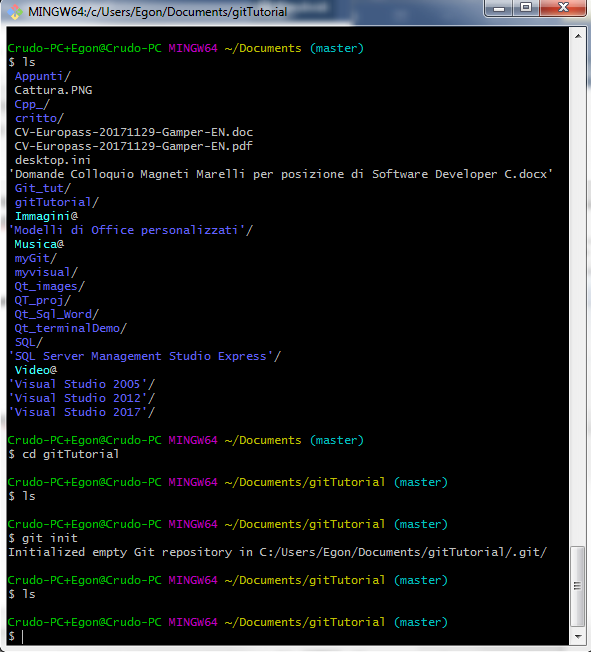 MINGW64:/c/Users/Egon/Documents/gitTutorial
Crudo-PC+Egon@Crudo-PC MINGW64 ~/Documents (master)
$ ls
Appunti/
Cattura.PNG
Cpp_/
critto/
CV-Europass-20171129-Gamper-EN.doc
CV-Europass-20171129-Gamper-EN.pdf
desktop.ini
'Domande Colloquio Magneti Marelli per posizione di Software Developer C.docx'
Git_tut/
gitTutorial/
Immagini@
'Modelli di Office personalizzati'/
Musica@
myGit/
myvisual/
Qt_images/
QT_proj/
Qt_Sql_Word/
Qt_terminalDemo/
SQL/
'SQL Server Management Studio Express'/
Video@
'Visual Studio 2005'/
'Visual Studio 2012'/
'Visual Studio 2017'/
Crudo-PC+Egon@Crudo-PC MINGW64 ~/Documents (master)
$ cd gitTutorial
Crudo-PC+Egon@Crudo-PC MINGW64 ~/Documents/gitTutorial (master)
$ ls
Crudo-PC+Egon@Crudo-PC MINGW64 ~/Documents/gitTutorial (master)
$ git init
Initialized empty Git repository in C:/Users/Egon/Documents/gitTutorial/.git/
Crudo-PC+Egon@Crudo-PC MINGW64 ~/Documents/gitTutorial (master)
$ ls
Crudo-PC+Egon@Crudo-PC MINGW64 ~/Documents/gitTutorial (master)
$